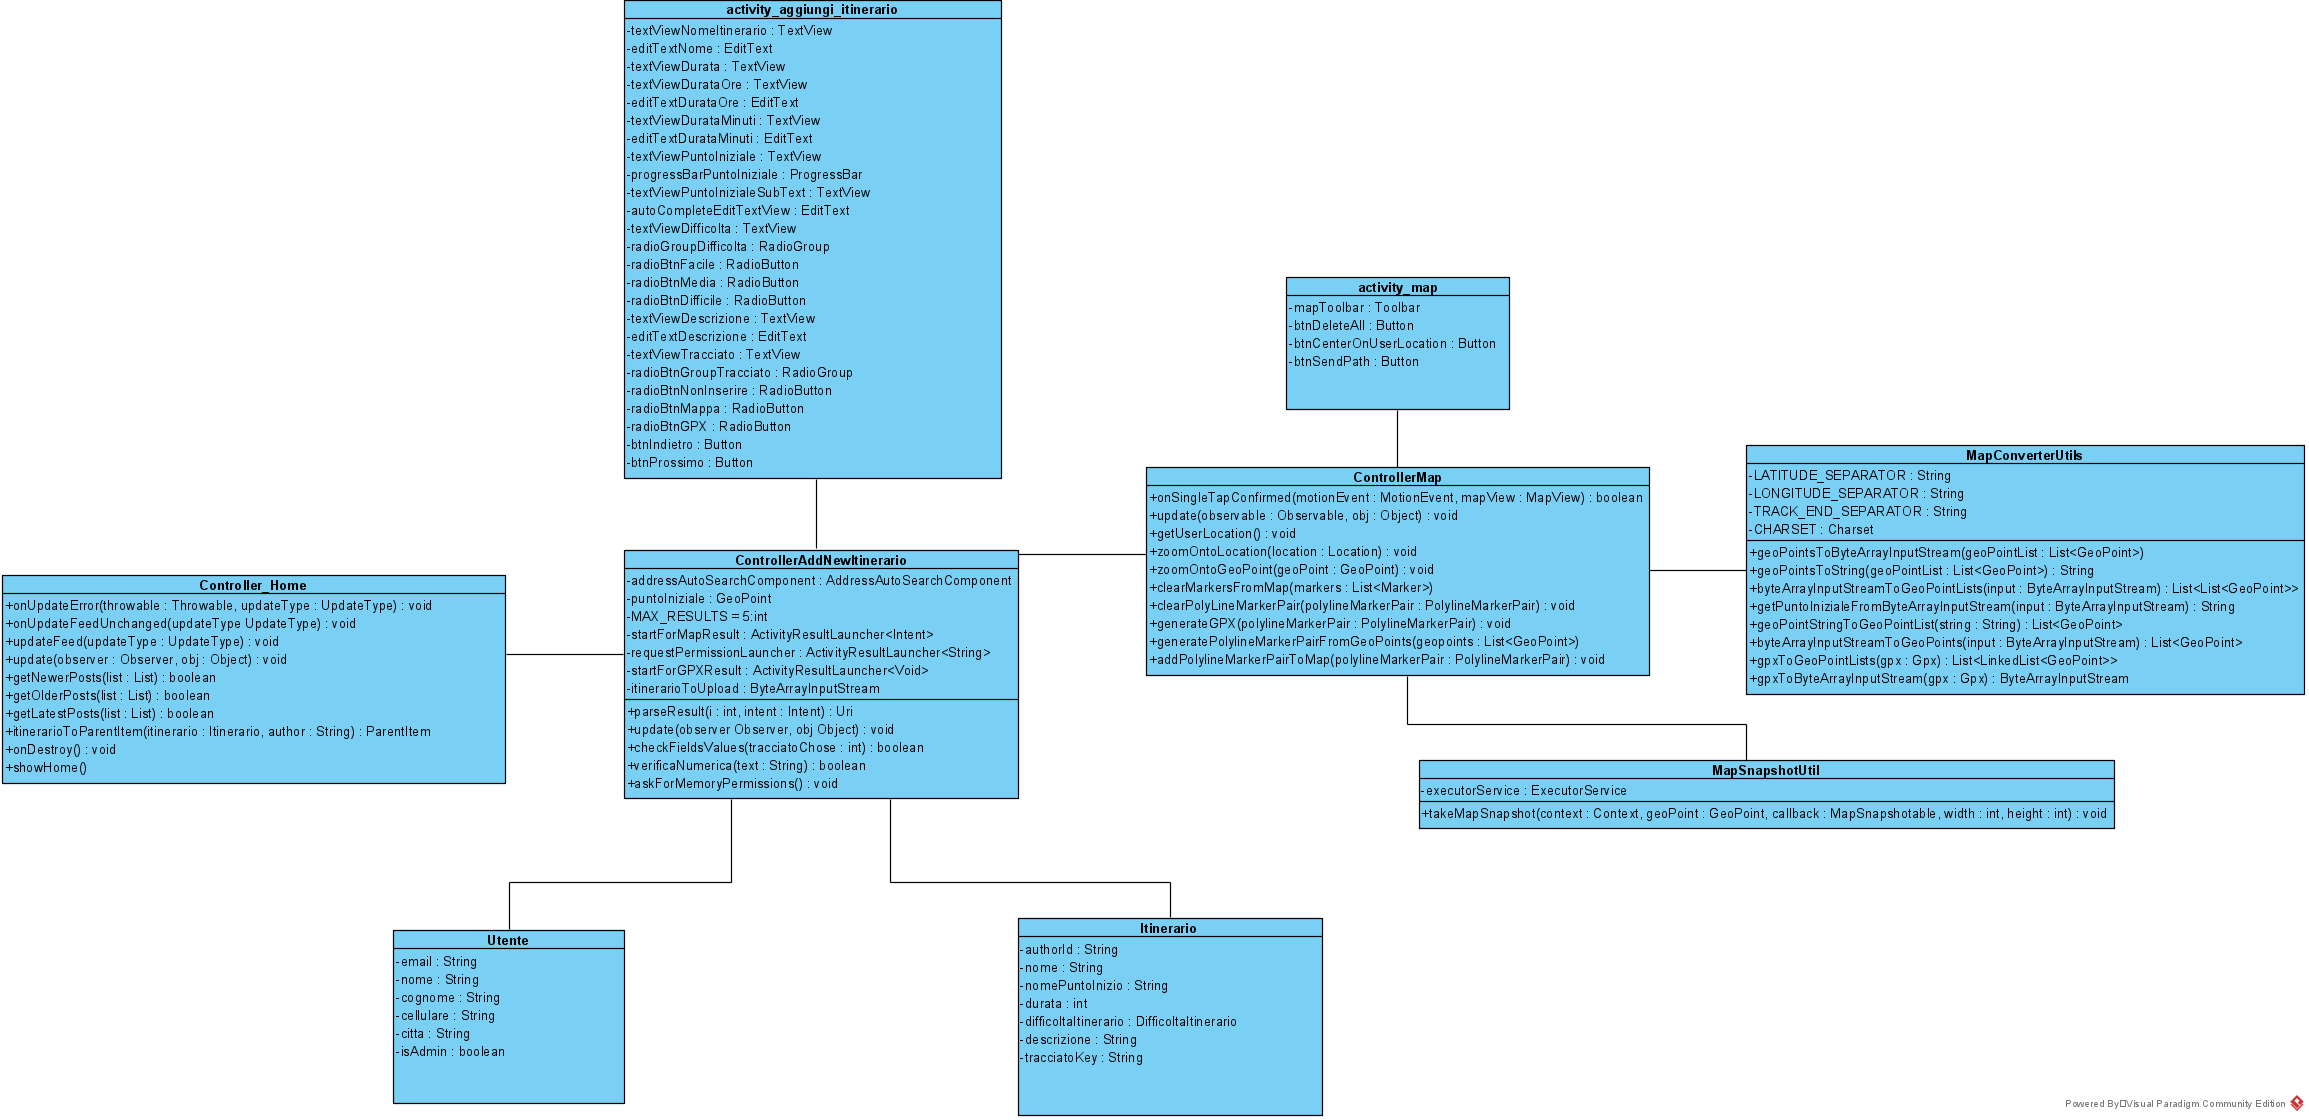 activity_aggiungi_itinerario
-textViewNomeItinerario : TextView
-editTextNome : EditText
-textViewDurata : TextView
-textViewDurataOre : TextView
-editTextDurataOre : EditText
-textViewDurataMinuti : TextView
-editTextDurataMinuti : EditText
-textViewPuntoIniziale : TextView
-progressBarPuntoIniziale : ProgressBar
-textViewPuntoInizialeSubText : TextView
-autoCompleteEditTextView : EditText
-textViewDifficolta : TextView
-radioGroupDifficolta : RadioGroup
-radioBtnFacile : RadioButton
-radioBtnMedia : RadioButton
-radioBtnDifficile : RadioButton
-textViewDescrizione : TextView
-editTextDescrizione : EditText
-textViewTracciato : TextView
-radioBtnGroupTracciato : RadioGroup
-radioBtnNonInserire : RadioButton
-radioBtnMappa : RadioButton
-radioBtnGPX : RadioButton
-btnIndietro : Button
-btnProssimo : Button
activity_map
-mapToolbar : Toolbar
-btnDeleteAll : Button
-btnCenterOnUserLocation : Button
-btnSendPath : Button
ControllerMap
+onSingleTapConfirmed(motionEvent : MotionEvent, mapView : MapView) : boolean
+update(observable : Observable, obj : Object) : void
+getUserLocation() : void
+zoomOntoLocation(location : Location) : void
+zoomOntoGeoPoint(geoPoint : GeoPoint) : void
+clearMarkersFromMap(markers : List<Marker>)
+clearPolyLineMarkerPair(polylineMarkerPair : PolylineMarkerPair) : void
+generateGPX(polylineMarkerPair : PolylineMarkerPair) : void
+generatePolylineMarkerPairFromGeoPoints(geopoints : List<GeoPoint>)
+addPolylineMarkerPairToMap(polylineMarkerPair : PolylineMarkerPair) : void
MapConverterUtils
-LATITUDE_SEPARATOR : String
-LONGITUDE_SEPARATOR : String
-TRACK_END_SEPARATOR : String
-CHARSET : Charset
+geoPointsToByteArrayInputStream(geoPointList : List<GeoPoint>)
+geoPointsToString(geoPointList : List<GeoPoint>) : String
+byteArrayInputStreamToGeoPointLists(input : ByteArrayInputStream) : List<List<GeoPoint>>
+getPuntoInizialeFromByteArrayInputStream(input : ByteArrayInputStream) : String
+geoPointStringToGeoPointList(string : String) : List<GeoPoint>
+byteArrayInputStreamToGeoPoints(input : ByteArrayInputStream) : List<GeoPoint>
+gpxToGeoPointLists(gpx : Gpx) : List<LinkedList<GeoPoint>>
+gpxToByteArrayInputStream(gpx : Gpx) : ByteArrayInputStream
Controller_Home
+onUpdateError(throwable : Throwable, updateType : UpdateType) : void
+onUpdateFeedUnchanged(updateType UpdateType) : void
+updateFeed(updateType : UpdateType) : void
+update(observer : Observer, obj : Object) : void
+getNewerPosts(list : List) : boolean
+getOlderPosts(list : List) : boolean
+getLatestPosts(list : List) : boolean
+itinerarioToParentItem(itinerario : Itinerario, author : String) : ParentItem
+onDestroy() : void
+showHome()
ControllerAddNewItinerario
-addressAutoSearchComponent : AddressAutoSearchComponent
-puntoIniziale : GeoPoint
-MAX_RESULTS = 5:int
-startForMapResult : ActivityResultLauncher<Intent>
-requestPermissionLauncher : ActivityResultLauncher<String>
-startForGPXResult : ActivityResultLauncher<Void>
-itinerarioToUpload : ByteArrayInputStream
+parseResult(i : int, intent : Intent) : Uri
+update(observer Observer, obj Object) : void
+checkFieldsValues(tracciatoChose : int) : boolean
+verificaNumerica(text : String) : boolean
+askForMemoryPermissions() : void
MapSnapshotUtil
-executorService : ExecutorService
+takeMapSnapshot(context : Context, geoPoint : GeoPoint, callback : MapSnapshotable, width : int, height : int) : void
Utente
-email : String
-nome : String
-cognome : String
-cellulare : String
-citta : String
-isAdmin : boolean
Itinerario
-authorId : String
-nome : String
-nomePuntoInizio : String
-durata : int
-difficoltaItinerario : DifficoltaItinerario
-descrizione : String
-tracciatoKey : String
Powered By□Visual Paradigm Community Edition